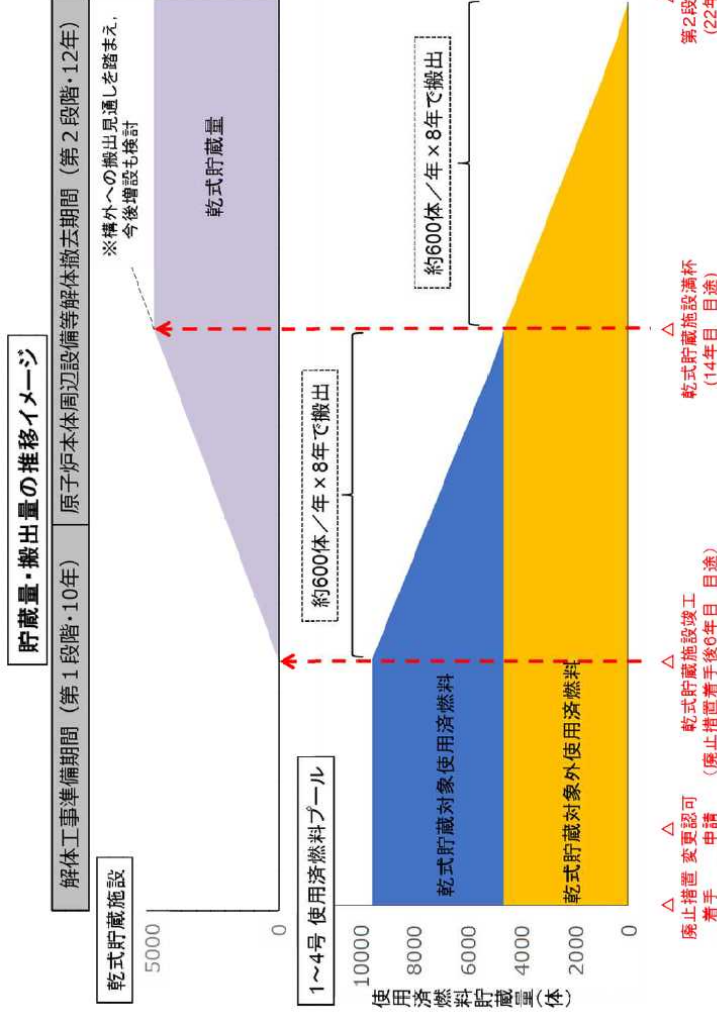 貯蔵量・搬出量の推移イメージ
解体工事準備期間（第１段階・10年）
原子炉本体周辺設備等解体撤去期間（第２段階・12年）
乾式貯蔵施設
5000
0
※構外への搬出見通しを踏まえ，
今後増設も検討
乾式貯蔵量
1～4号 使用済燃料プール
約600体／年×8年で搬出
約600体／年×8年で搬出
使用済燃料貯蔵量(体)
10000
8000
6000
4000
2000
0
乾式貯蔵対象使用済燃料
乾式貯蔵対象外使用済燃料
△
廃止措置
着手
△
変更認可
申請
△
乾式貯蔵施設竣工
（廃止措置着手後6年目　目途）
△
乾式貯蔵施設満杯
(14年目　目途)
第2段
(22年